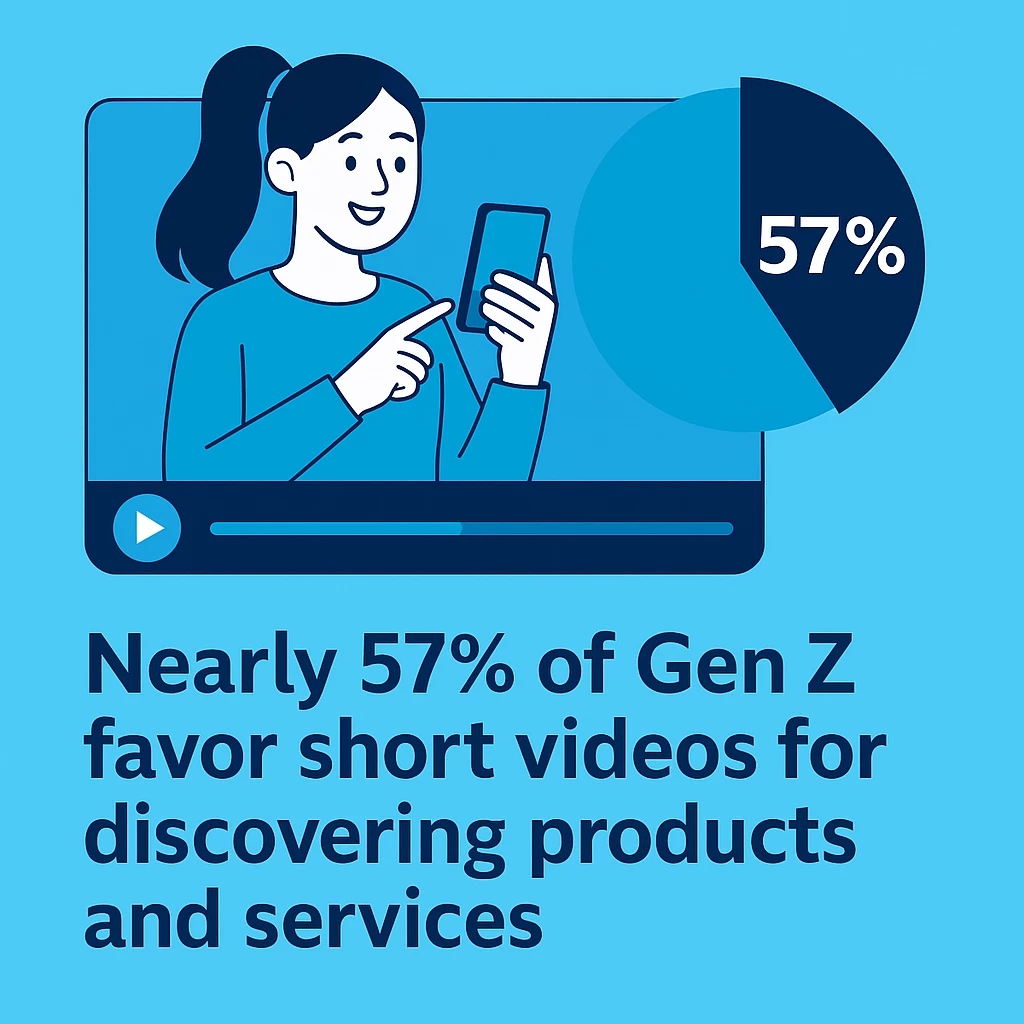 57%
Nearly 57% of Gen Z
favor short videos for
discovering products
and services